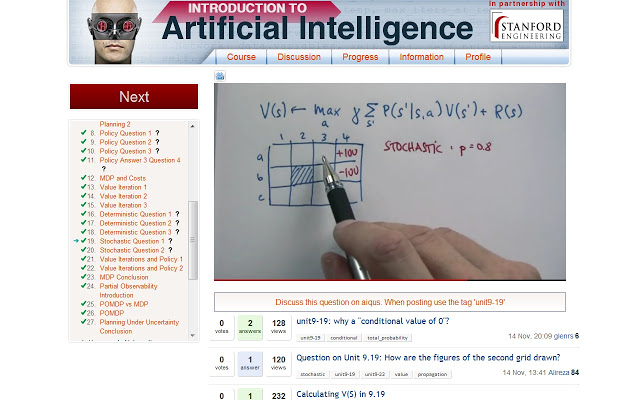 INTRODUCTION TO
Artificial Intelligence
in partnership with
STANFORD
ENGINEERING
Course
Discussion
Progress
Information
Profile
Next
Planning 2
8. Policy Question 1 ?
9. Policy Question 2 ?
10. Policy Question 3 ?
11. Policy Answer 3 Question 4
?
12. MDP and Costs
13. Value Iteration 1
14. Value Iteration 2
15. Value Iteration 3
16. Deterministic Question 1 ?
17. Deterministic Question 2 ?
18. Deterministic Question 3 ?
19. Stochastic Question 1 ?
20. Stochastic Question 2 ?
21. Value Iterations and Policy 1
22. Value Iterations and Policy 2
23. MDP Conclusion
24. Partial Observability
Introduction
25. POMDP vs MDP
26. POMDP
27. Planning Under Uncertainty
Conclusion
V(s) ← max γ Σ P(s'|s,a) V(s') + R(s)
a s'
1 2 3 4
a +100
b -100
c
STOCHASTIC · p = 0.8
Discuss this question on aiqus. When posting use the tag 'unit9-19'
0 votes 2 answers 128 views
unit9-19: why a "conditional value of 0"?
unit9-19 conditional total_probability
14 Nov, 20:09 glenrs 6
0 votes 1 answer 120 views
Question on Unit 9.19: How are the figures of the second grid drawn?
stochastic unit9-19 unit9-22 value propagation
14 Nov, 13:41 Alireza 84
0 1 232
Calculating V(S) in 9.19